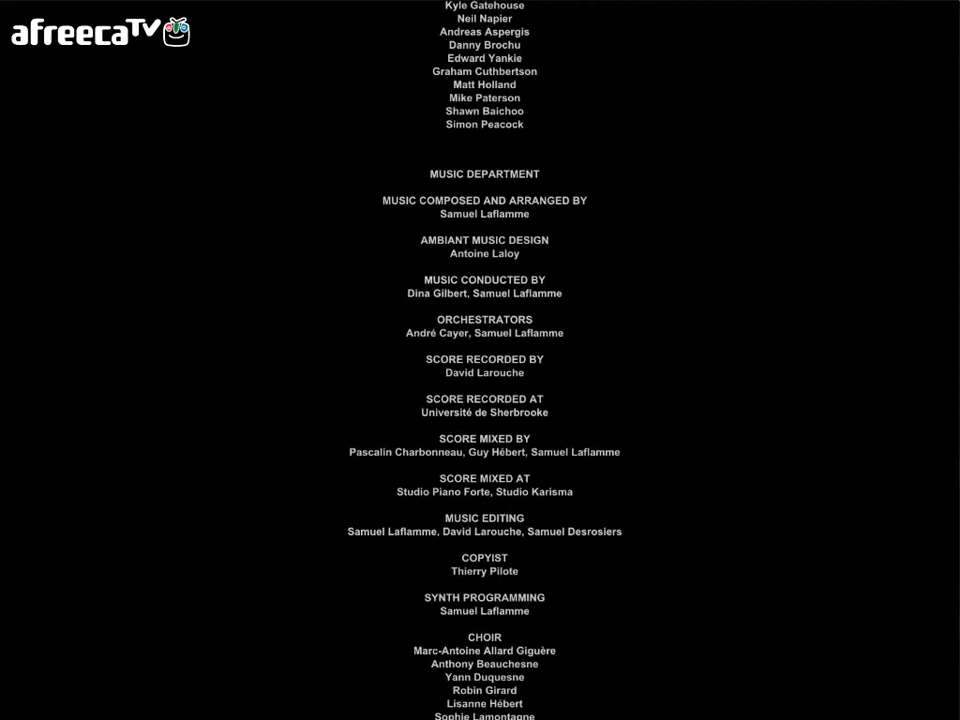 afreecaTV
Kyle Gatehouse
Neil Napier
Andreas Aspergis
Danny Brochu
Edward Yankie
Graham Cuthbertson
Matt Holland
Mike Paterson
Shawn Baichoo
Simon Peacock
MUSIC DEPARTMENT
MUSIC COMPOSED AND ARRANGED BY
Samuel Laflamme
AMBIANT MUSIC DESIGN
Antoine Laloy
MUSIC CONDUCTED BY
Dina Gilbert, Samuel Laflamme
ORCHESTRATORS
André Cayer, Samuel Laflamme
SCORE RECORDED BY
David Larouche
SCORE RECORDED AT
Université de Sherbrooke
SCORE MIXED BY
Pascalin Charbonneau, Guy Hébert, Samuel Laflamme
SCORE MIXED AT
Studio Piano Forte, Studio Karisma
MUSIC EDITING
Samuel Laflamme, David Larouche, Samuel Desrosiers
COPYIST
Thierry Pilote
SYNTH PROGRAMMING
Samuel Laflamme
CHOIR
Marc-Antoine Allard Giguère
Anthony Beauchesne
Yann Duquesne
Robin Girard
Lisanne Hébert
Sophie Lamontagne